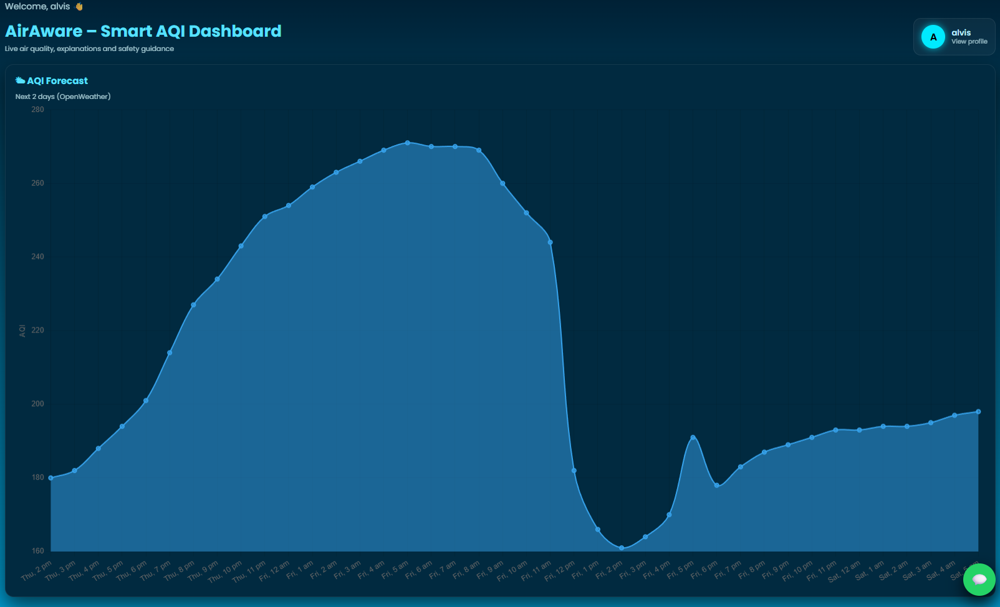 Welcome, alvis 👋
AirAware – Smart AQI Dashboard
Live air quality, explanations and safety guidance
A
alvis
View profile
🌥 AQI Forecast
Next 2 days (OpenWeather)
280
260
240
220
200
180
160
AQI
Thu, 2 pm
Thu, 3 pm
Thu, 4 pm
Thu, 5 pm
Thu, 6 pm
Thu, 7 pm
Thu, 8 pm
Thu, 9 pm
Thu, 10 pm
Thu, 11 pm
Fri, 12 am
Fri, 1 am
Fri, 2 am
Fri, 3 am
Fri, 4 am
Fri, 5 am
Fri, 6 am
Fri, 7 am
Fri, 8 am
Fri, 9 am
Fri, 10 am
Fri, 11 am
Fri, 12 pm
Fri, 1 pm
Fri, 2 pm
Fri, 3 pm
Fri, 4 pm
Fri, 5 pm
Fri, 6 pm
Fri, 7 pm
Fri, 8 pm
Fri, 9 pm
Fri, 10 pm
Fri, 11 pm
Sat, 12 am
Sat, 1 am
Sat, 2 am
Sat, 3 am
Sat, 4 am
Sat,